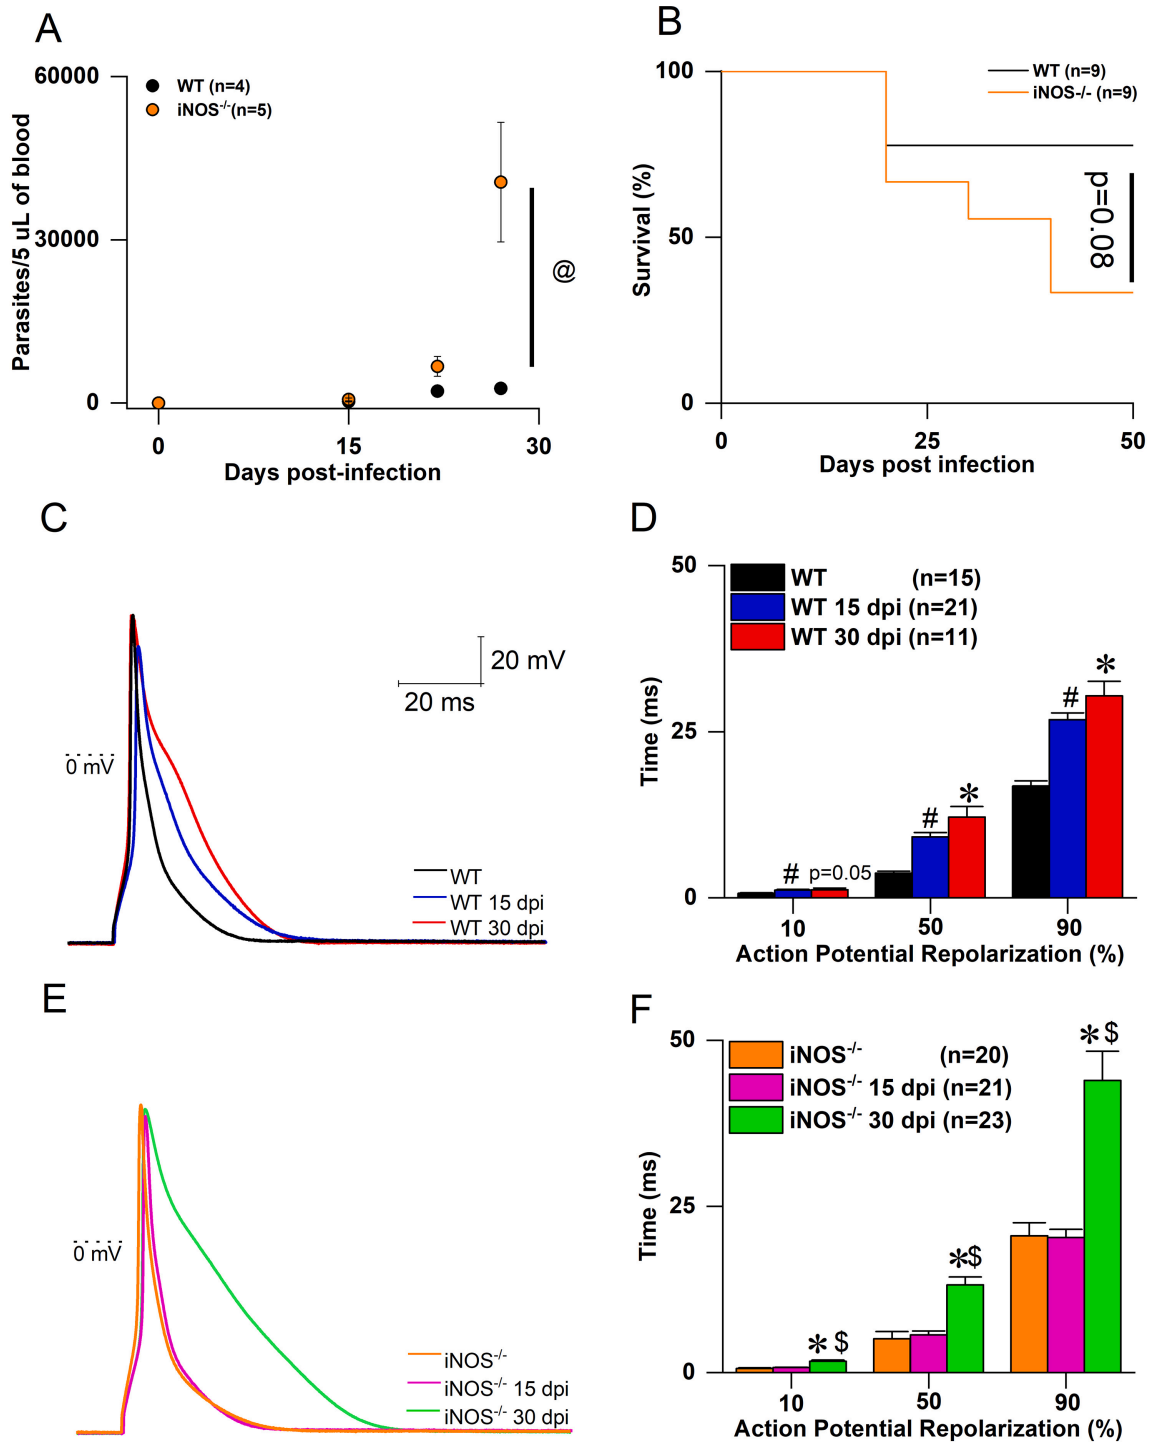 A
60000
30000
0
Parasites/5 uL of blood
WT (n=4)
iNOS-/-(n=5)
@
0 15 30
Days post-infection
B
100
50
0
Survival (%)
WT (n=9)
iNOS-/- (n=9)
p=0.08
0 25 50
Days post infection
C
20 mV
20 ms
0 mV
WT
WT 15 dpi
WT 30 dpi
D
50
25
0
Time (ms)
WT (n=15)
WT 15 dpi (n=21)
WT 30 dpi (n=11)
# p=0.05
# *
# *
10 50 90
Action Potential Repolarization (%)
E
0 mV
iNOS-/-
iNOS-/- 15 dpi
iNOS-/- 30 dpi
F
50
25
0
Time (ms)
iNOS-/- (n=20)
iNOS-/- 15 dpi (n=21)
iNOS-/- 30 dpi (n=23)
* $
*$
* $
10 50 90
Action Potential Repolarization (%)